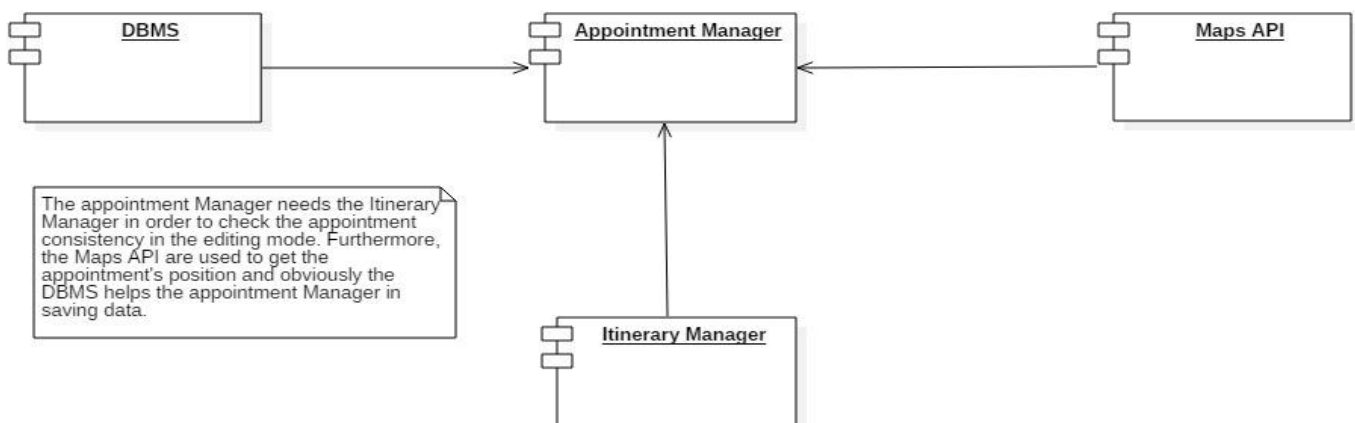 DBMS
Appointment Manager
Maps API
The appointment Manager needs the Itinerary
Manager in order to check the appointment
consistency in the editing mode. Furthermore,
the Maps API are used to get the
appointment's position and obviously the
DBMS helps the appointment Manager in
saving data.
Itinerary Manager